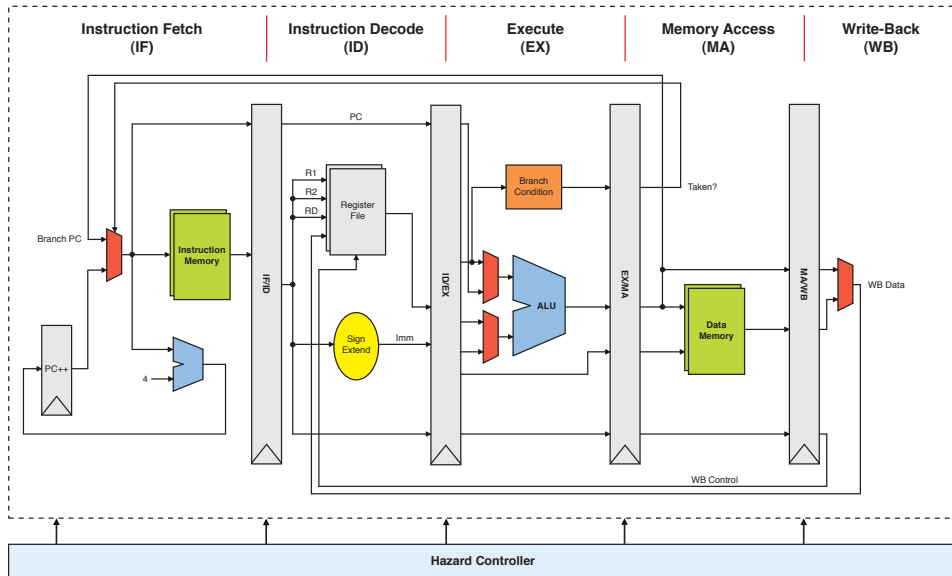 Instruction Fetch
(IF)
Instruction Decode
(ID)
Execute
(EX)
Memory Access
(MA)
Write-Back
(WB)
PC
R1
R2
RD
Register
File
Branch
Condition
Taken?
Branch PC
Instruction
Memory
IF/ID
ID/EX
EX/MA
MA/WB
WB Data
ALU
Data
Memory
Sign
Extend
Imm
PC++
4
WB Control
Hazard Controller